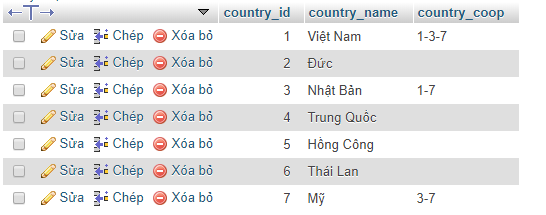 country_id country_name country_coop
Sửa Chép Xóa bỏ 1 Việt Nam 1-3-7
Sửa Chép Xóa bỏ 2 Đức
Sửa Chép Xóa bỏ 3 Nhật Bản 1-7
Sửa Chép Xóa bỏ 4 Trung Quốc
Sửa Chép Xóa bỏ 5 Hồng Công
Sửa Chép Xóa bỏ 6 Thái Lan
Sửa Chép Xóa bỏ 7 Mỹ 3-7